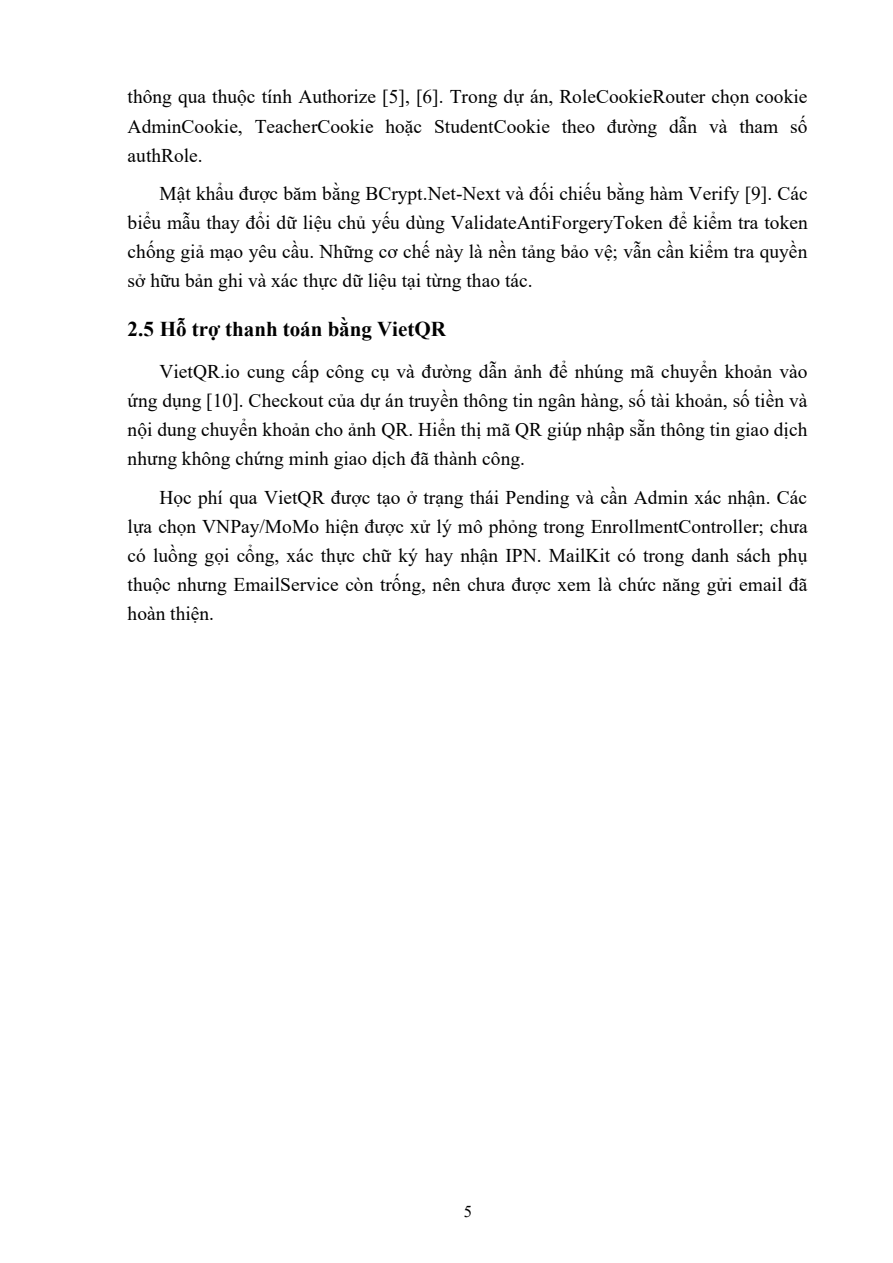 thông qua thuộc tính Authorize [5], [6]. Trong dự án, RoleCookieRouter chọn cookie
AdminCookie, TeacherCookie hoặc StudentCookie theo đường dẫn và tham số
authRole.
Mật khẩu được băm bằng BCrypt.Net-Next và đối chiếu bằng hàm Verify [9]. Các
biểu mẫu thay đổi dữ liệu chủ yếu dùng ValidateAntiForgeryToken để kiểm tra token
chống giả mạo yêu cầu. Những cơ chế này là nền tảng bảo vệ; vẫn cần kiểm tra quyền
sở hữu bản ghi và xác thực dữ liệu tại từng thao tác.
2.5 Hỗ trợ thanh toán bằng VietQR
VietQR.io cung cấp công cụ và đường dẫn ảnh để nhúng mã chuyển khoản vào
ứng dụng [10]. Checkout của dự án truyền thông tin ngân hàng, số tài khoản, số tiền và
nội dung chuyển khoản cho ảnh QR. Hiển thị mã QR giúp nhập sẵn thông tin giao dịch
nhưng không chứng minh giao dịch đã thành công.
Học phí qua VietQR được tạo ở trạng thái Pending và cần Admin xác nhận. Các
lựa chọn VNPay/MoMo hiện được xử lý mô phỏng trong EnrollmentController; chưa
có luồng gọi cổng, xác thực chữ ký hay nhận IPN. MailKit có trong danh sách phụ
thuộc nhưng EmailService còn trống, nên chưa được xem là chức năng gửi email đã
hoàn thiện.
5